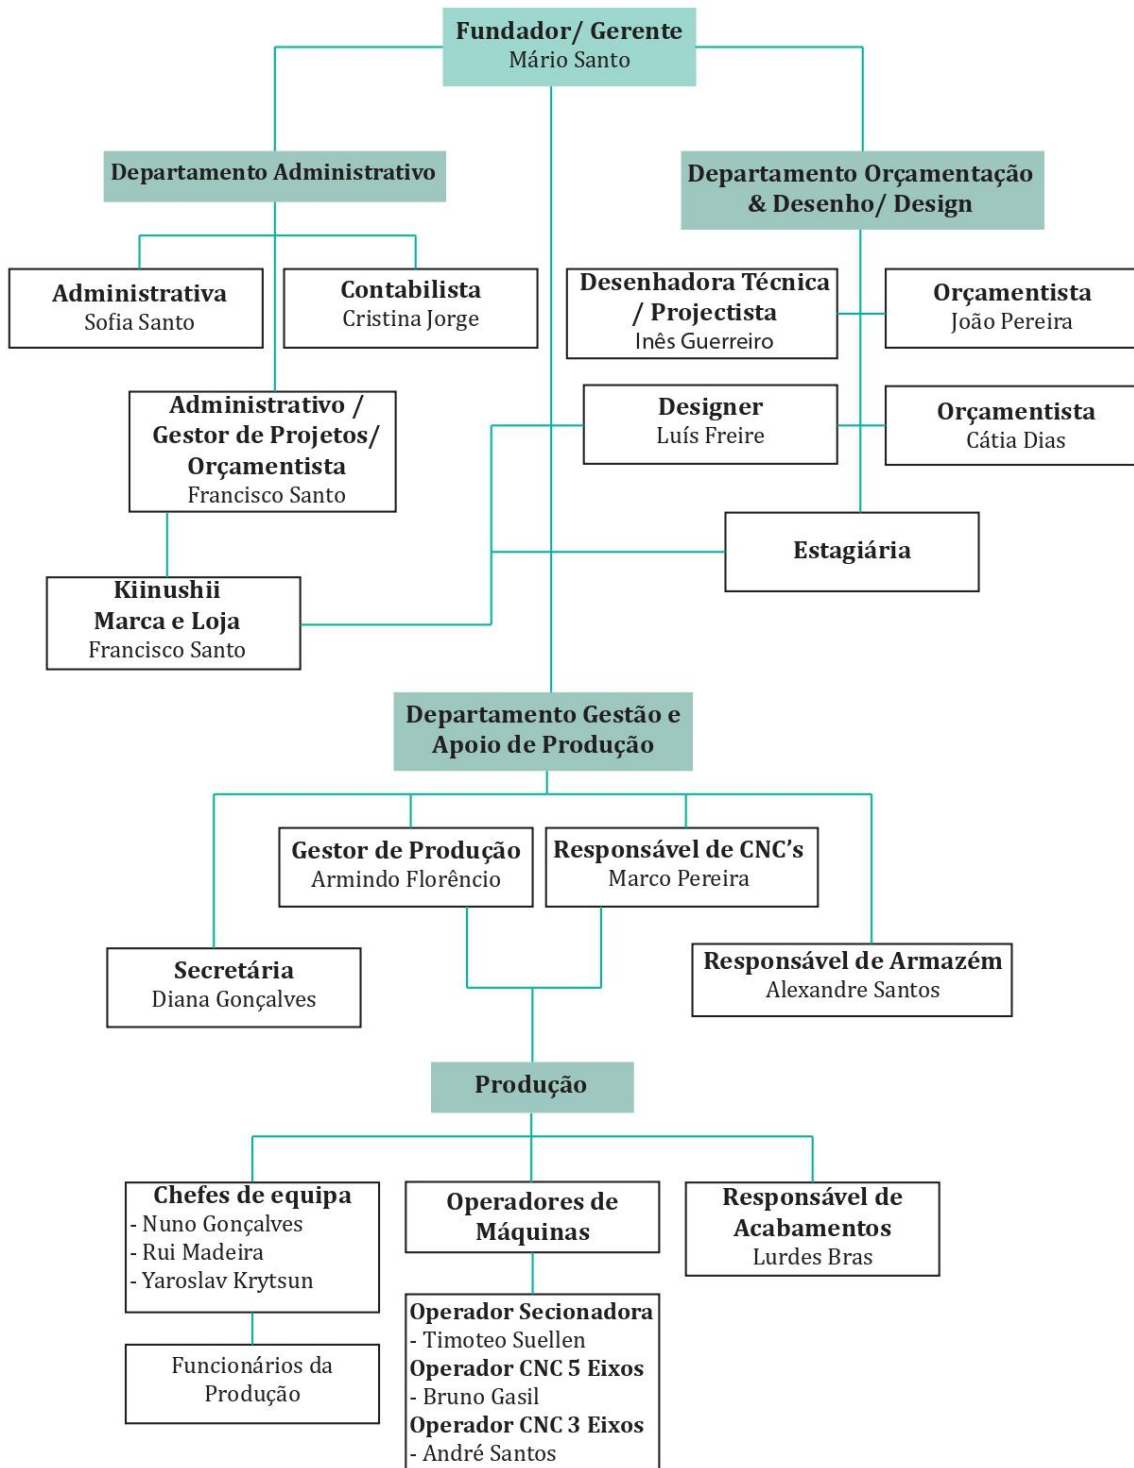 Fundador/ Gerente
Mário Santo
Departamento Administrativo
Departamento Orçamentação
& Desenho/ Design
Administrativa
Sofia Santo
Contabilista
Cristina Jorge
Desenhadora Técnica
/ Projectista
Inês Guerreiro
Orçamentista
João Pereira
Administrativo /
Gestor de Projetos/
Orçamentista
Francisco Santo
Designer
Luís Freire
Orçamentista
Cátia Dias
Estagiária
Kiinushii
Marca e Loja
Francisco Santo
Departamento Gestão e
Apoio de Produção
Gestor de Produção
Armindo Florêncio
Responsável de CNC’s
Marco Pereira
Secretária
Diana Gonçalves
Responsável de Armazém
Alexandre Santos
Produção
Chefes de equipa
- Nuno Gonçalves
- Rui Madeira
- Yaroslav Krytsun
Operadores de
Máquinas
Responsável de
Acabamentos
Lurdes Bras
Funcionários da
Produção
Operador Secionadora
- Timoteo Suellen
Operador CNC 5 Eixos
- Bruno Gasil
Operador CNC 3 Eixos
- André Santos